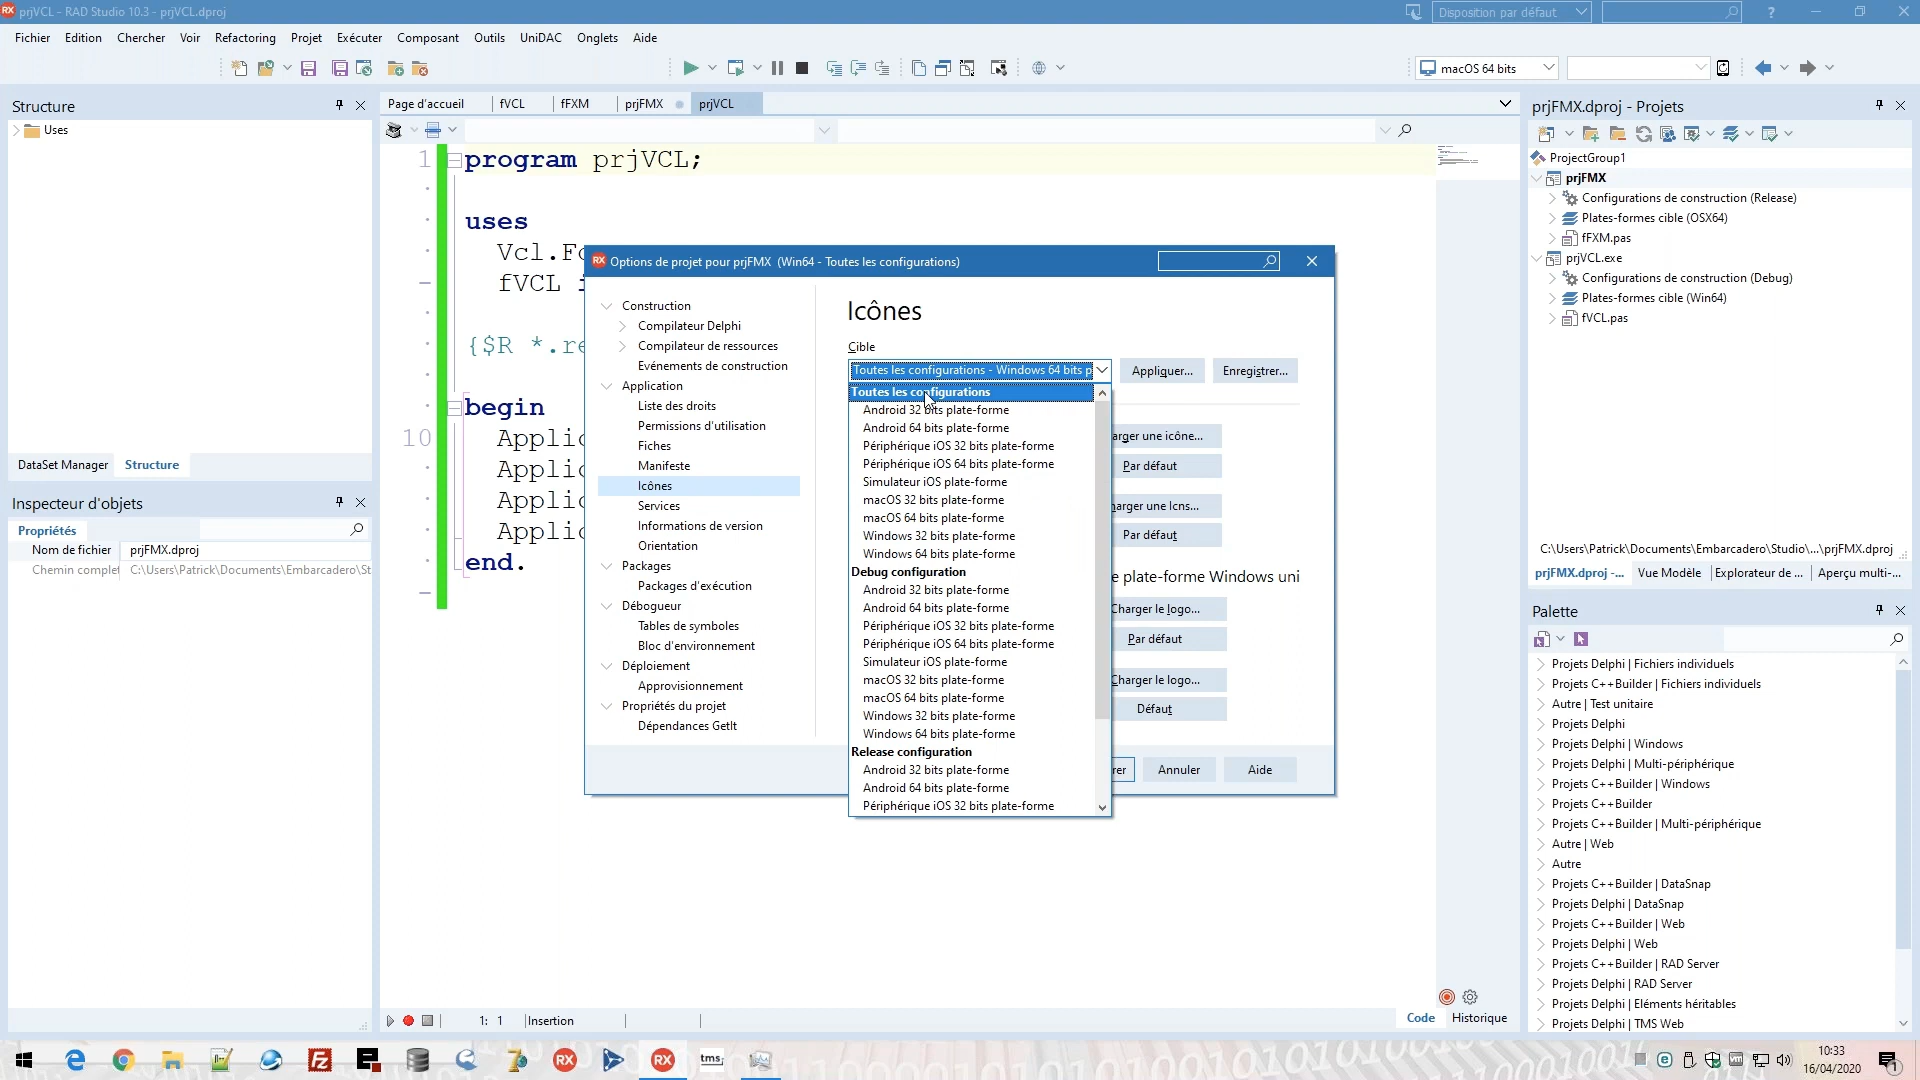 prjVCL - RAD Studio 10.3 - prjVCL.dproj
Disposition par défaut
?
Fichier Edition Chercher Voir Refactoring Projet Exécuter Composant Outils UniDAC Onglets Aide
macOS 64 bits
Structure
Uses
DataSet Manager Structure
Inspecteur d'objets
Propriétés
Nom de fichier prjFMX.dproj
Chemin complet C:\Users\Patrick\Documents\Embarcadero\St
Page d'accueil fVCL fFXM prjFMX prjVCL
1 program prjVCL;
uses
Vcl.Fo
fVCL i
{$R *.re
begin
10 Applic
Applic
Applic
Applic
end.
1: 1 Insertion
Code Historique
Options de projet pour prjFMX (Win64 - Toutes les configurations)
Construction
Compilateur Delphi
Compilateur de ressources
Evénements de construction
Application
Liste des droits
Permissions d'utilisation
Fiches
Manifeste
Icônes
Services
Informations de version
Orientation
Packages
Packages d'exécution
Débogueur
Tables de symboles
Bloc d'environnement
Déploiement
Approvisionnement
Propriétés du projet
Dépendances GetIt
Icônes
Cible
Toutes les configurations - Windows 64 bits p
Appliquer... Enregistrer...
Toutes les configurations
Android 32 bits plate-forme
Android 64 bits plate-forme
Périphérique iOS 32 bits plate-forme
Périphérique iOS 64 bits plate-forme
Simulateur iOS plate-forme
macOS 32 bits plate-forme
macOS 64 bits plate-forme
Windows 32 bits plate-forme
Windows 64 bits plate-forme
Debug configuration
Android 32 bits plate-forme
Android 64 bits plate-forme
Périphérique iOS 32 bits plate-forme
Périphérique iOS 64 bits plate-forme
Simulateur iOS plate-forme
macOS 32 bits plate-forme
macOS 64 bits plate-forme
Windows 32 bits plate-forme
Windows 64 bits plate-forme
Release configuration
Android 32 bits plate-forme
Android 64 bits plate-forme
Périphérique iOS 32 bits plate-forme
arger une icône...
Par défaut
arger une Icns...
Par défaut
e plate-forme Windows uni
Charger le logo...
Par défaut
Charger le logo...
Défaut
rer Annuler Aide
prjFMX.dproj - Projets
ProjectGroup1
prjFMX
Configurations de construction (Release)
Plates-formes cible (OSX64)
fFXM.pas
prjVCL.exe
Configurations de construction (Debug)
Plates-formes cible (Win64)
fVCL.pas
C:\Users\Patrick\Documents\Embarcadero\Studio\...\prjFMX.dproj
prjFMX.dproj -... Vue Modèle Explorateur de ... Aperçu multi-...
Palette
Projets Delphi | Fichiers individuels
Projets C++Builder | Fichiers individuels
Autre | Test unitaire
Projets Delphi
Projets Delphi | Windows
Projets Delphi | Multi-périphérique
Projets C++Builder | Windows
Projets C++Builder
Projets C++Builder | Multi-périphérique
Autre | Web
Autre
Projets C++Builder | DataSnap
Projets Delphi | DataSnap
Projets C++Builder | Web
Projets Delphi | Web
Projets C++Builder | RAD Server
Projets Delphi | RAD Server
Projets Delphi | Eléments héritables
Projets Delphi | TMS Web
RX RX tms
10:33
16/04/2020